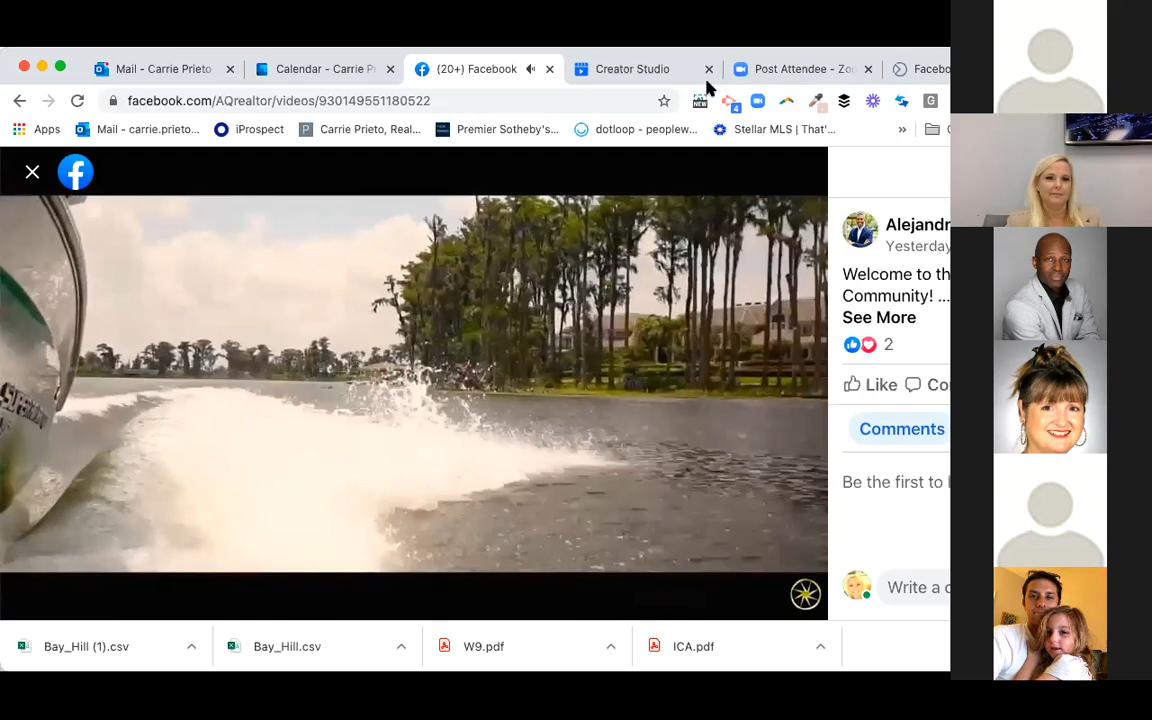 Mail - Carrie Prieto
Calendar - Carrie P
(20+) Facebook
Creator Studio
Post Attendee - Zoo
Facebo
facebook.com/AQrealtor/videos/930149551180522
NEW
4
G
Apps
Mail - carrie.prieto...
iProspect
Carrie Prieto, Real...
Premier Sotheby's...
dotloop - peoplew...
Stellar MLS | That'...
»
Alejandr
Yesterday
Welcome to th
Community! ...
See More
2
Like
Co
Comments
Be the first to
Write a c
Bay_Hill (1).csv
Bay_Hill.csv
W9.pdf
ICA.pdf